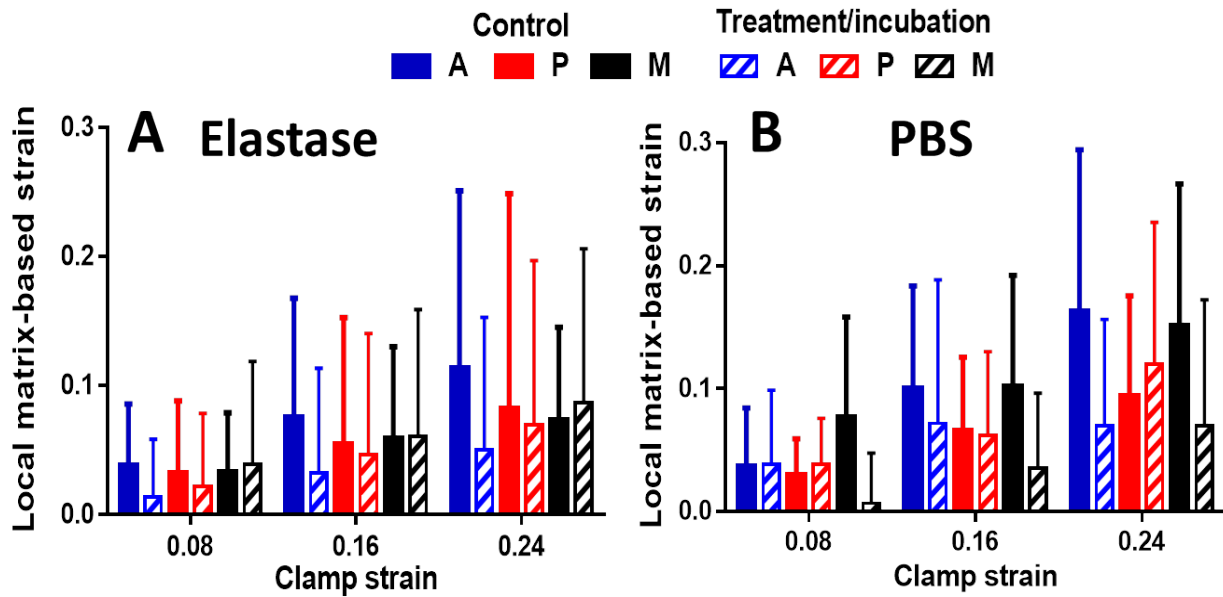 Control Treatment/incubation
A P M A P M
A Elastase
Local matrix-based strain
0.3
0.2
0.1
0.0
0.08 0.16 0.24
Clamp strain
B PBS
Local matrix-based strain
0.3
0.2
0.1
0.0
0.08 0.16 0.24
Clamp strain